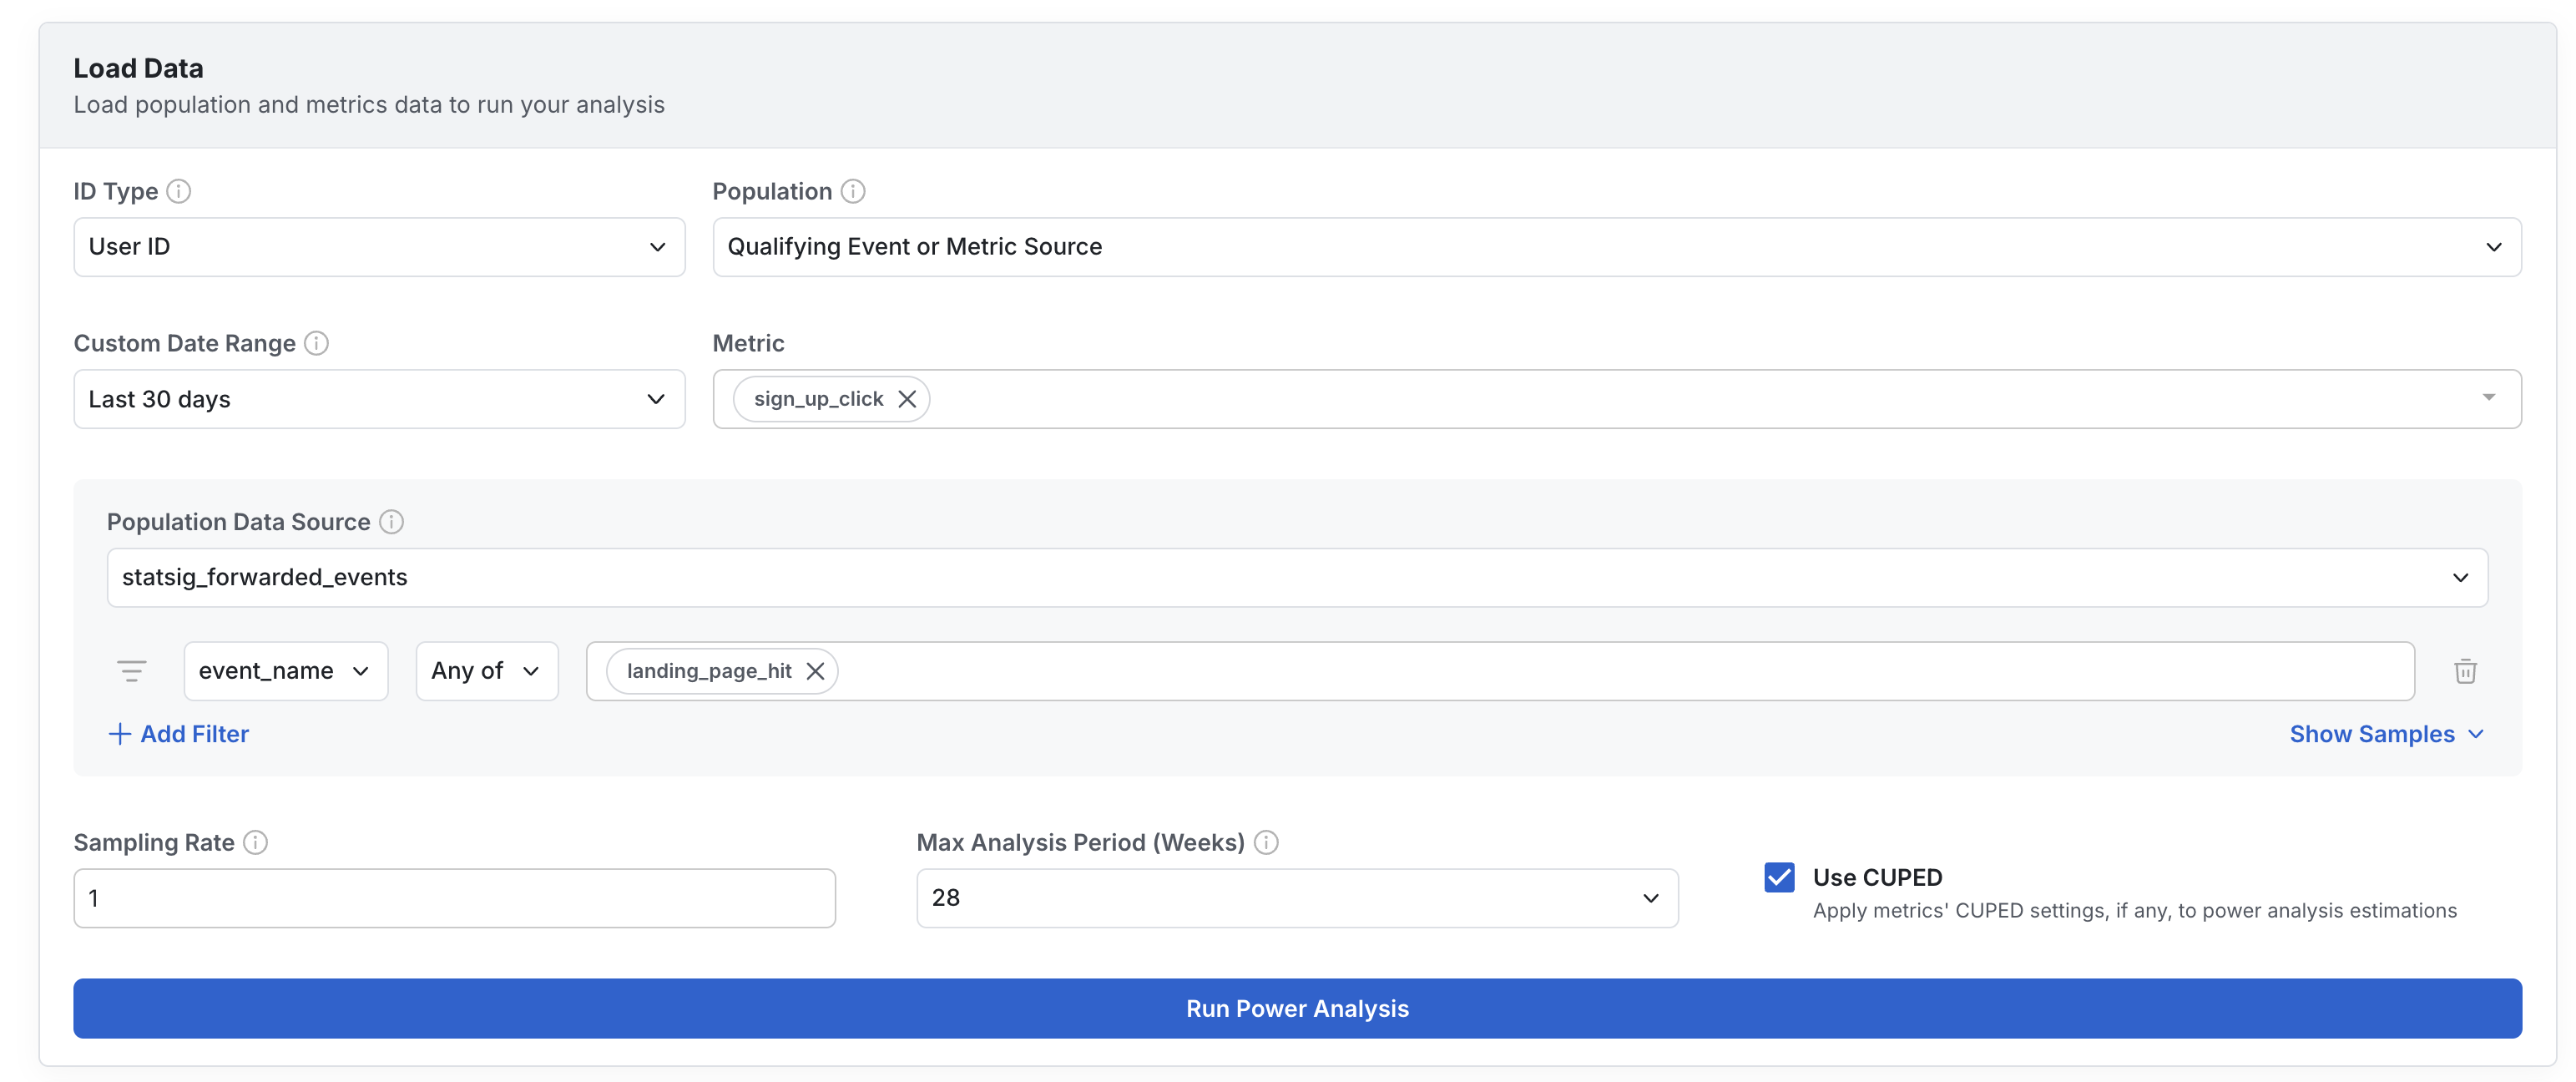 Load Data
Load population and metrics data to run your analysis
ID Type
Population
User ID
Qualifying Event or Metric Source
Custom Date Range
Metric
Last 30 days
sign_up_click
Population Data Source
statsig_forwarded_events
event_name
Any of
landing_page_hit
Add Filter
Show Samples
Sampling Rate
Max Analysis Period (Weeks)
1
28
Use CUPED
Apply metrics' CUPED settings, if any, to power analysis estimations
Run Power Analysis